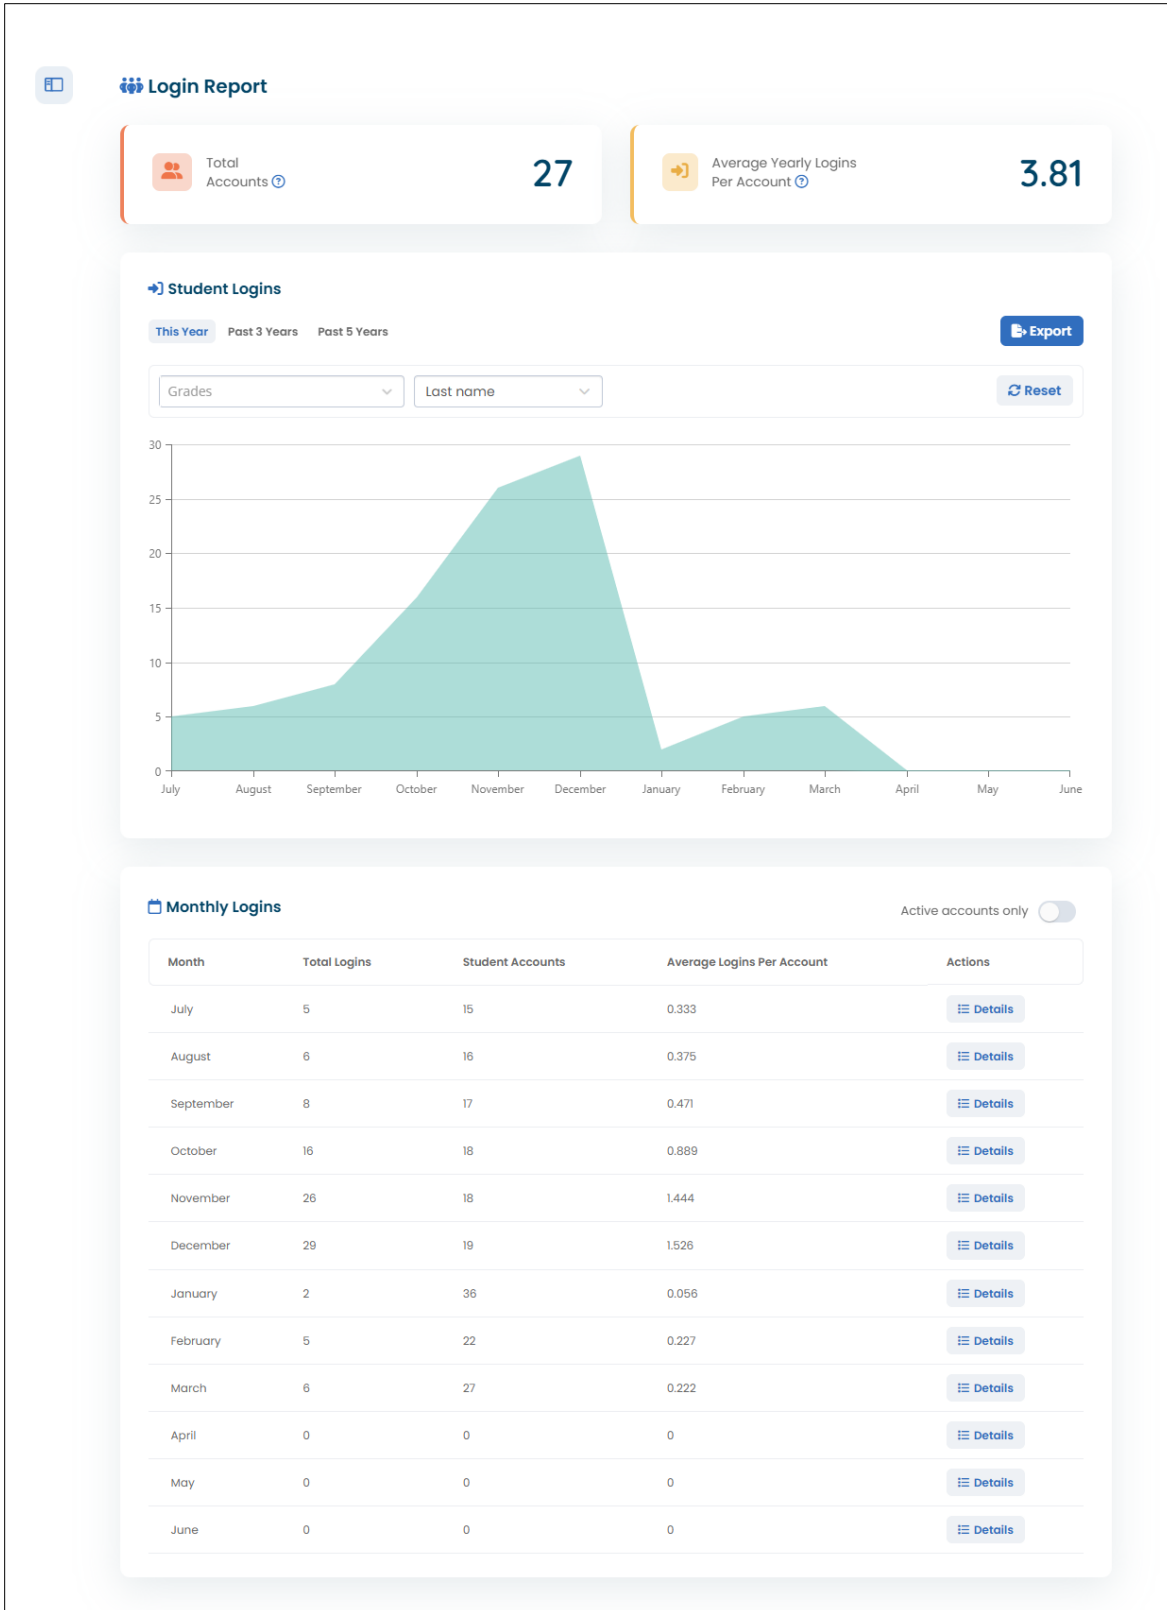 Login Report
Total
Accounts
27
Average Yearly Logins
Per Account
3.81
Student Logins
This Year Past 3 Years Past 5 Years
Export
Grades
Last name
Reset
30
25
20
15
10
5
0
July August September October November December January February March April May June
Monthly Logins
Active accounts only
Month Total Logins Student Accounts Average Logins Per Account Actions
July 5 15 0.333 Details
August 6 16 0.375 Details
September 8 17 0.471 Details
October 16 18 0.889 Details
November 26 18 1.444 Details
December 29 19 1.526 Details
January 2 36 0.056 Details
February 5 22 0.227 Details
March 6 27 0.222 Details
April 0 0 0 Details
May 0 0 0 Details
June 0 0 0 Details